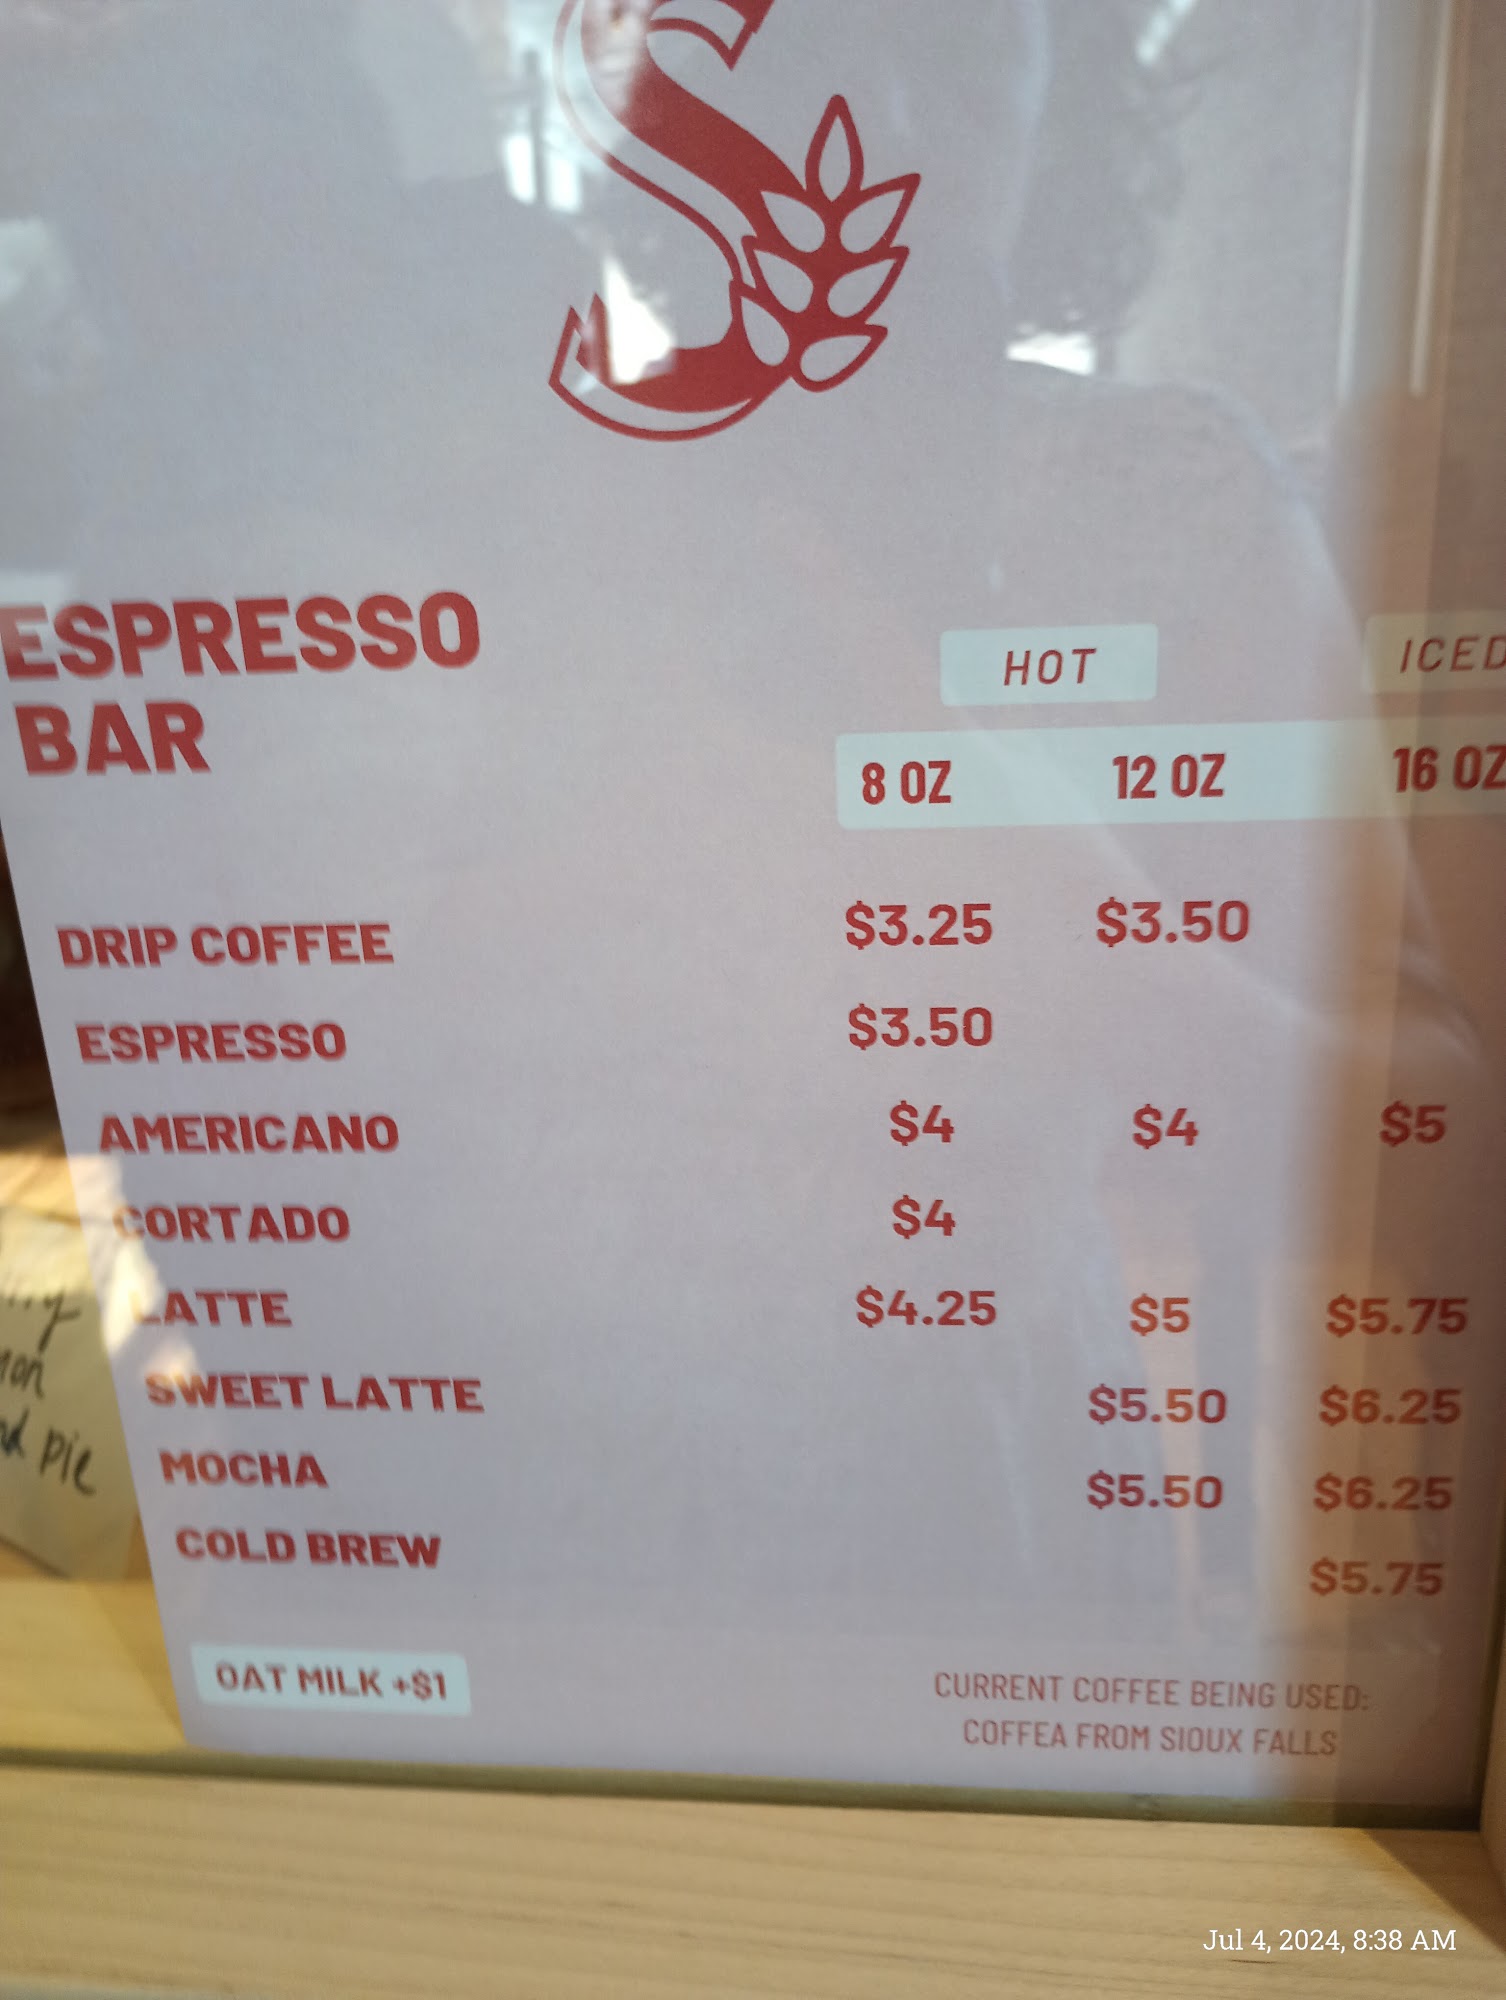 S
ESPRESSO
BAR
HOT ICED
8 OZ 12 OZ 16 OZ
DRIP COFFEE $3.25 $3.50
ESPRESSO $3.50
AMERICANO $4 $4 $5
CORTADO $4
LATTE $4.25 $5 $5.75
SWEET LATTE $5.50 $6.25
MOCHA $5.50 $6.25
COLD BREW $5.75
OAT MILK +$1
CURRENT COFFEE BEING USED:
COFFEA FROM SIOUX FALLS
pie
Jul 4, 2024, 8:38 AM